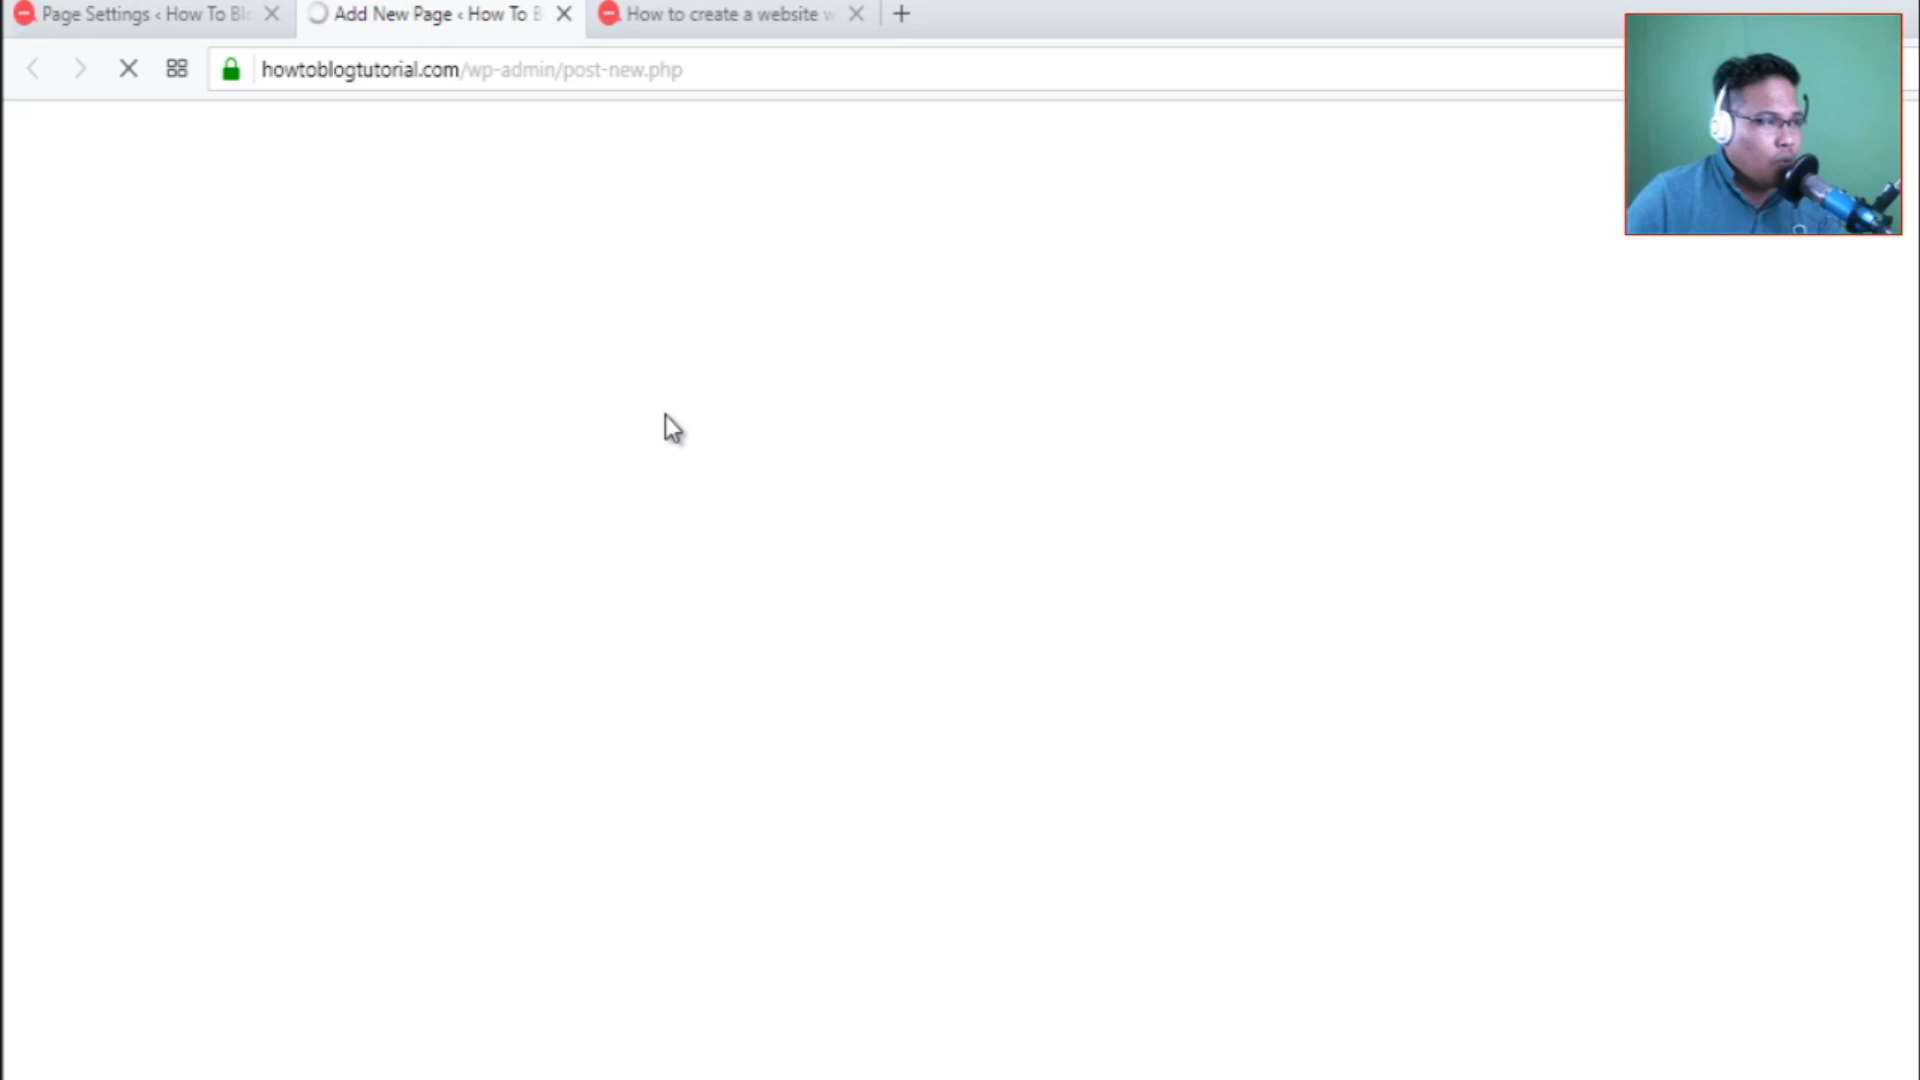 Page Settings ‹ How To Bl
Add New Page ‹ How To B
How to create a website w
howtoblogtutorial.com/wp-admin/post-new.php